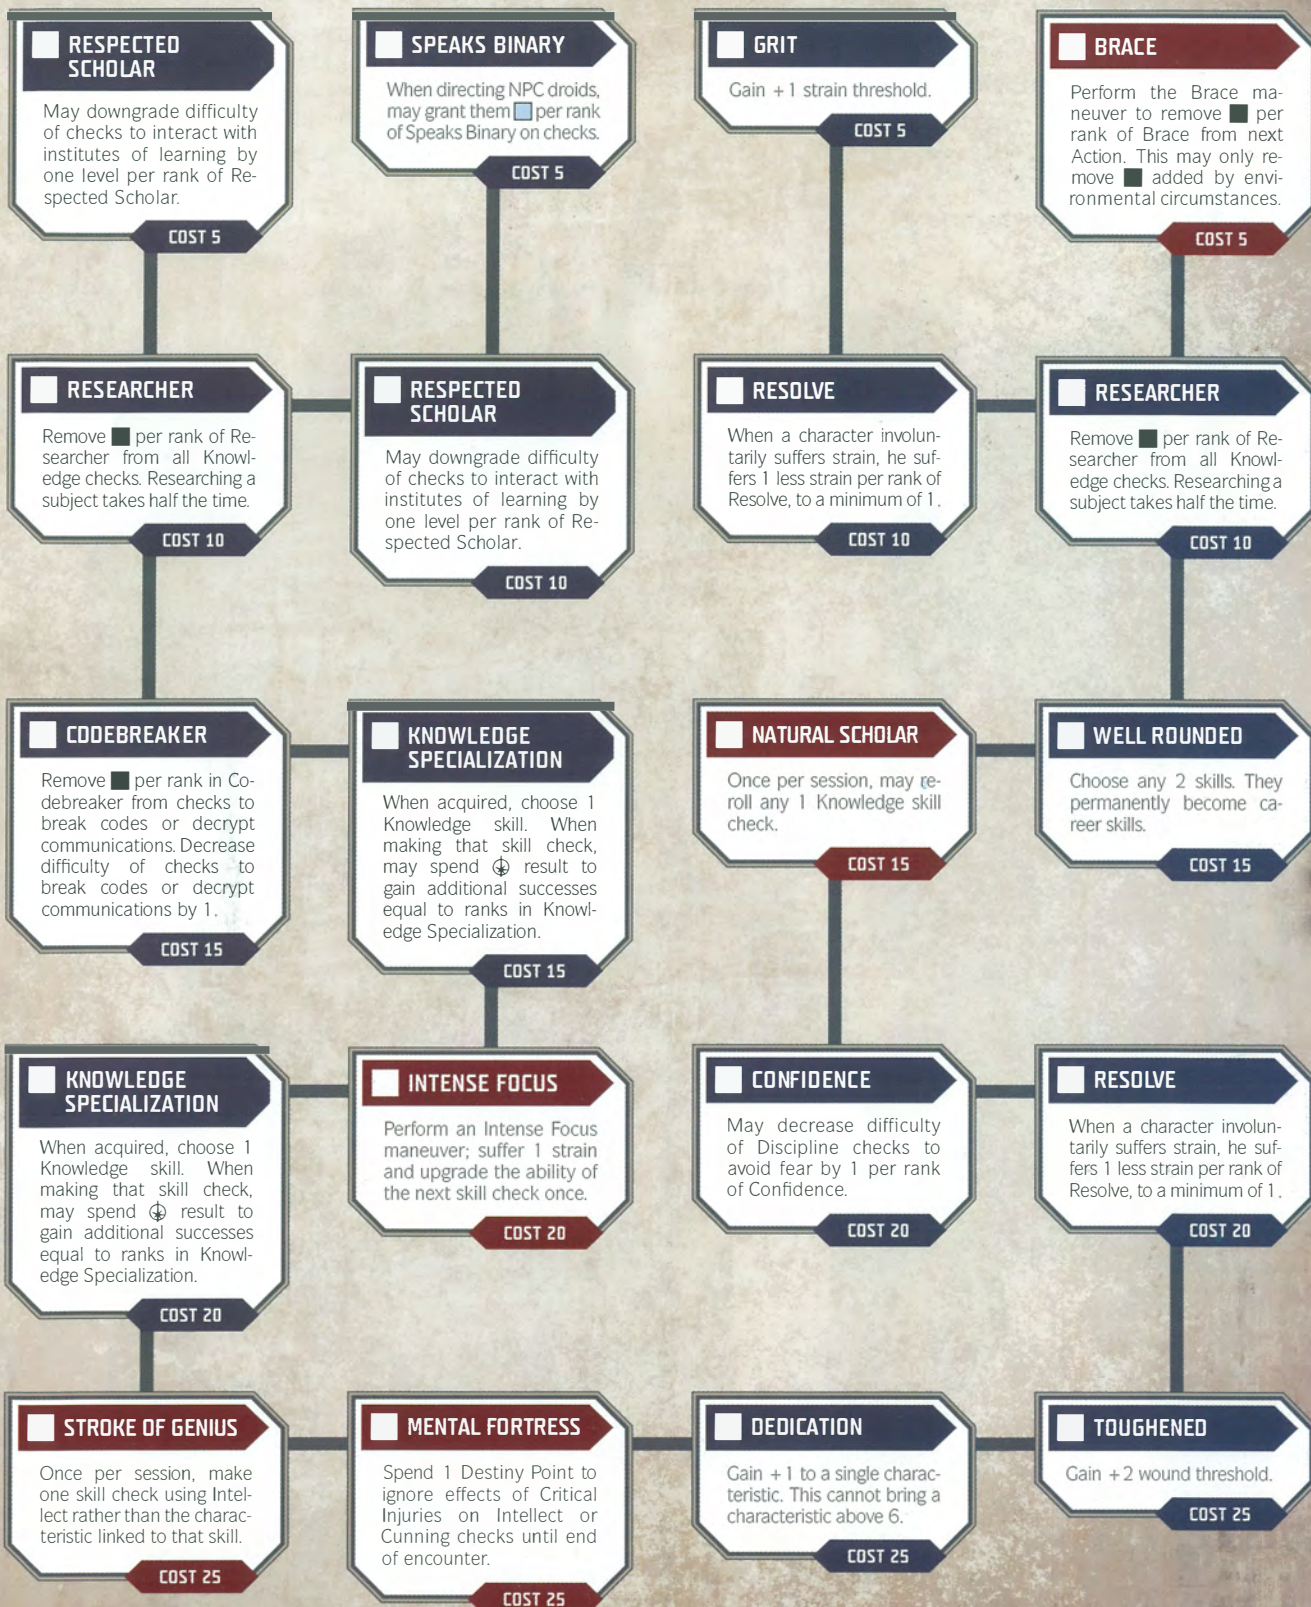 RESPECTED
SCHOLAR
May downgrade difficulty
of checks to interact with
institutes of learning by
one level per rank of Re-
spected Scholar.
COST 5
SPEAKS BINARY
When directing NPC droids,
may grant them per rank
of Speaks Binary on checks.
COST 5
GRIT
Gain +1 strain threshold.
COST 5
BRACE
Perform the Brace ma-
neuver to remove per
rank of Brace from next
Action. This may only re-
move added by envi-
ronmental circumstances.
COST 5
RESEARCHER
Remove per rank of Re-
searcher from all Knowl-
edge checks. Researching a
subject takes half the time.
COST 10
RESPECTED
SCHOLAR
May downgrade difficulty
of checks to interact with
institutes of learning by
one level per rank of Re-
spected Scholar.
COST 10
RESOLVE
When a character involun-
tarily suffers strain, he suf-
fers 1 less strain per rank of
Resolve, to a minimum of 1.
COST 10
RESEARCHER
Remove per rank of Re-
searcher from all Knowl-
edge checks. Researching a
subject takes half the time.
COST 10
CODEBREAKER
Remove per rank in Co-
debreaker from checks to
break codes or decrypt
communications. Decrease
difficulty of checks to
break codes or decrypt
communications by 1.
COST 15
KNOWLEDGE
SPECIALIZATION
When acquired, choose 1
Knowledge skill. When
making that skill check,
may spend result to
gain additional successes
equal to ranks in Knowl-
edge Specialization.
COST 15
NATURAL SCHOLAR
Once per session, may re-
roll any 1 Knowledge skill
check.
COST 15
WELL ROUNDED
Choose any 2 skills. They
permanently become ca-
reer skills.
COST 15
KNOWLEDGE
SPECIALIZATION
When acquired, choose 1
Knowledge skill. When
making that skill check,
may spend result to
gain additional successes
equal to ranks in Knowl-
edge Specialization.
COST 20
INTENSE FOCUS
Perform an Intense Focus
maneuver; suffer 1 strain
and upgrade the ability of
the next skill check once.
COST 20
CONFIDENCE
May decrease difficulty
of Discipline checks to
avoid fear by 1 per rank
of Confidence.
COST 20
RESOLVE
When a character involun-
tarily suffers strain, he suf-
fers 1 less strain per rank of
Resolve, to a minimum of 1.
COST 20
STROKE OF GENIUS
Once per session, make
one skill check using Intel-
lect rather than the charac-
teristic linked to that skill.
COST 25
MENTAL FORTRESS
Spend 1 Destiny Point to
ignore effects of Critical
Injuries on Intellect or
Cunning checks until end
of encounter.
COST 25
DEDICATION
Gain +1 to a single charac-
teristic. This cannot bring a
characteristic above 6.
COST 25
TOUGHENED
Gain +2 wound threshold.
COST 25